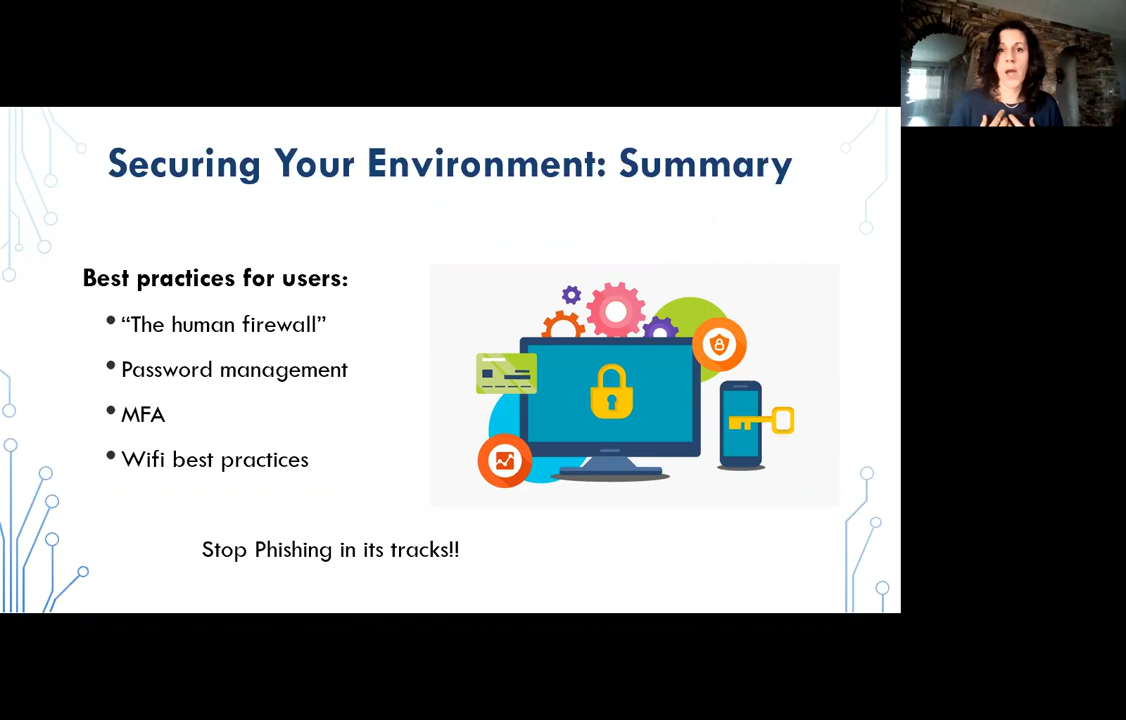 Securing Your Environment: Summary
Best practices for users:
• “The human firewall”
• Password management
• MFA
• Wifi best practices
Stop Phishing in its tracks!!